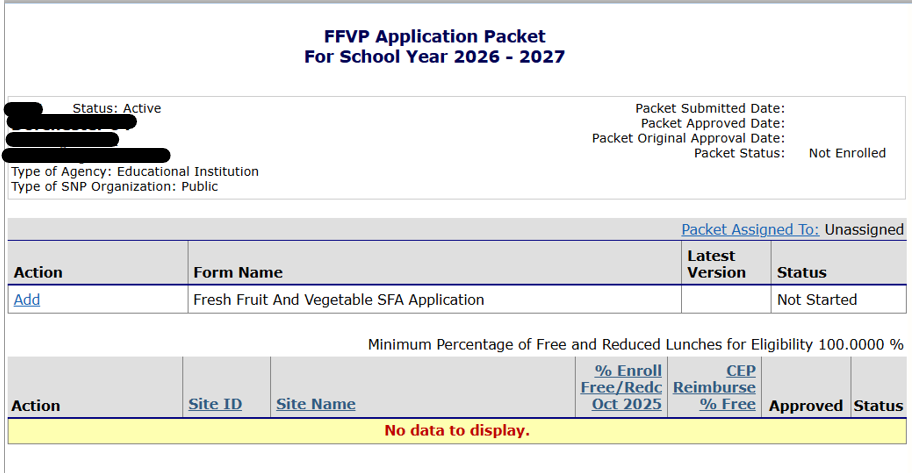 FFVP Application Packet
For School Year 2026 - 2027
Status: Active
Type of Agency: Educational Institution
Type of SNP Organization: Public
Packet Submitted Date:
Packet Approved Date:
Packet Original Approval Date:
Packet Status: Not Enrolled
Packet Assigned To: Unassigned
Action Form Name Latest Version Status
Add Fresh Fruit And Vegetable SFA Application Not Started
Minimum Percentage of Free and Reduced Lunches for Eligibility 100.0000 %
Action Site ID Site Name % Enroll Free/Redc Oct 2025 CEP Reimburse % Free Approved Status
No data to display.